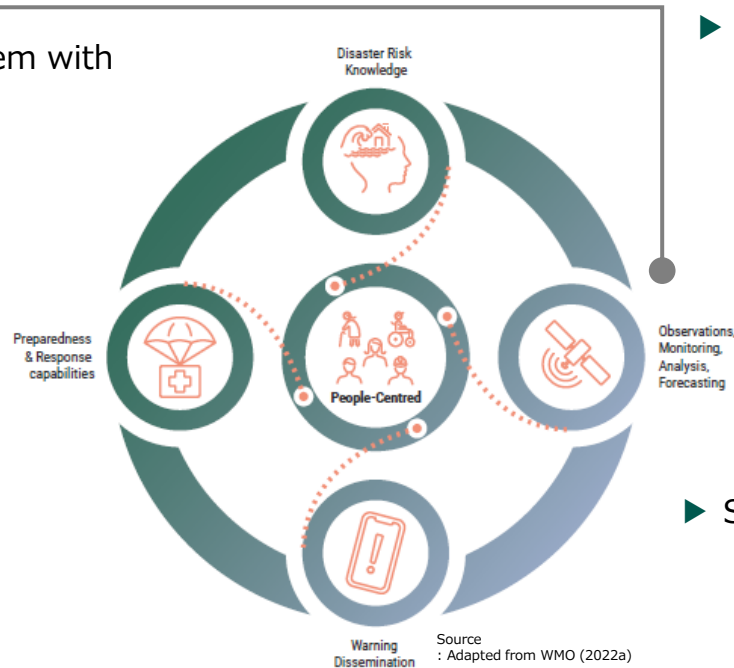 em with
Disaster Risk
Knowledge
Preparedness
& Response
capabilities
People-Centred
Observations,
Monitoring,
Analysis,
Forecasting
S
Warning
Dissemination
Source
: Adapted from WMO (2022a)